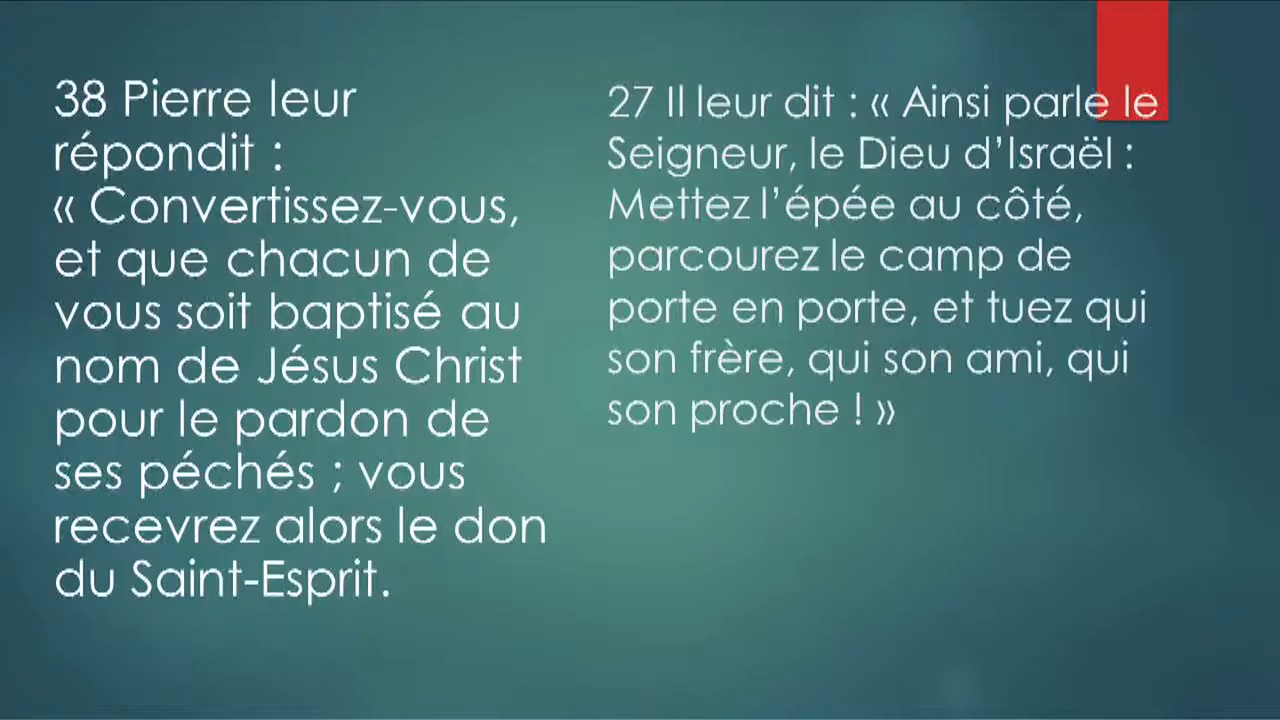 38 Pierre leur
répondit :
« Convertissez-vous,
et que chacun de
vous soit baptisé au
nom de Jésus Christ
pour le pardon de
ses péchés ; vous
recevrez alors le don
du Saint-Esprit.
27 Il leur dit : « Ainsi parle le
Seigneur, le Dieu d’Israël :
Mettez l’épée au côté,
parcourez le camp de
porte en porte, et tuez qui
son frère, qui son ami, qui
son proche ! »